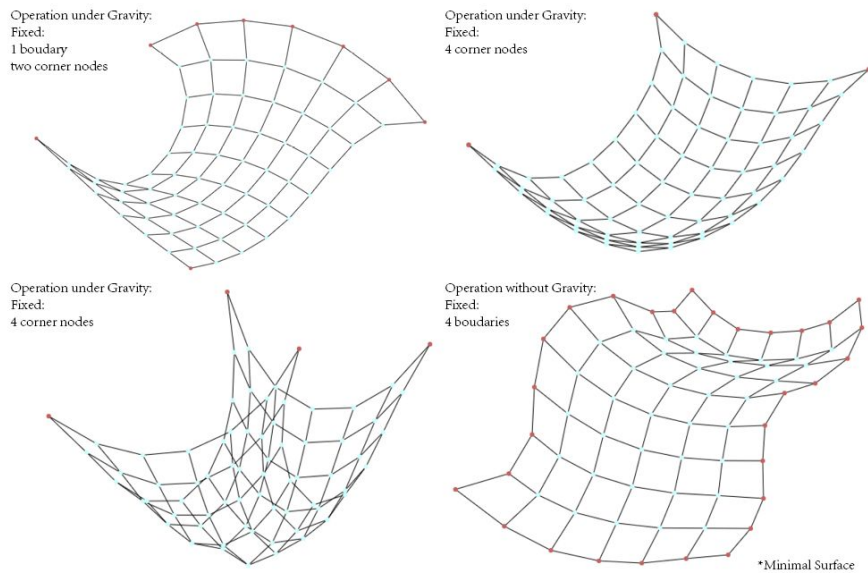 Operation under Gravity:
Fixed:
1 boudary
two corner nodes
Operation under Gravity:
Fixed:
4 corner nodes
Operation under Gravity:
Fixed:
4 corner nodes
Operation without Gravity:
Fixed:
4 boudaries
*Minimal Surface